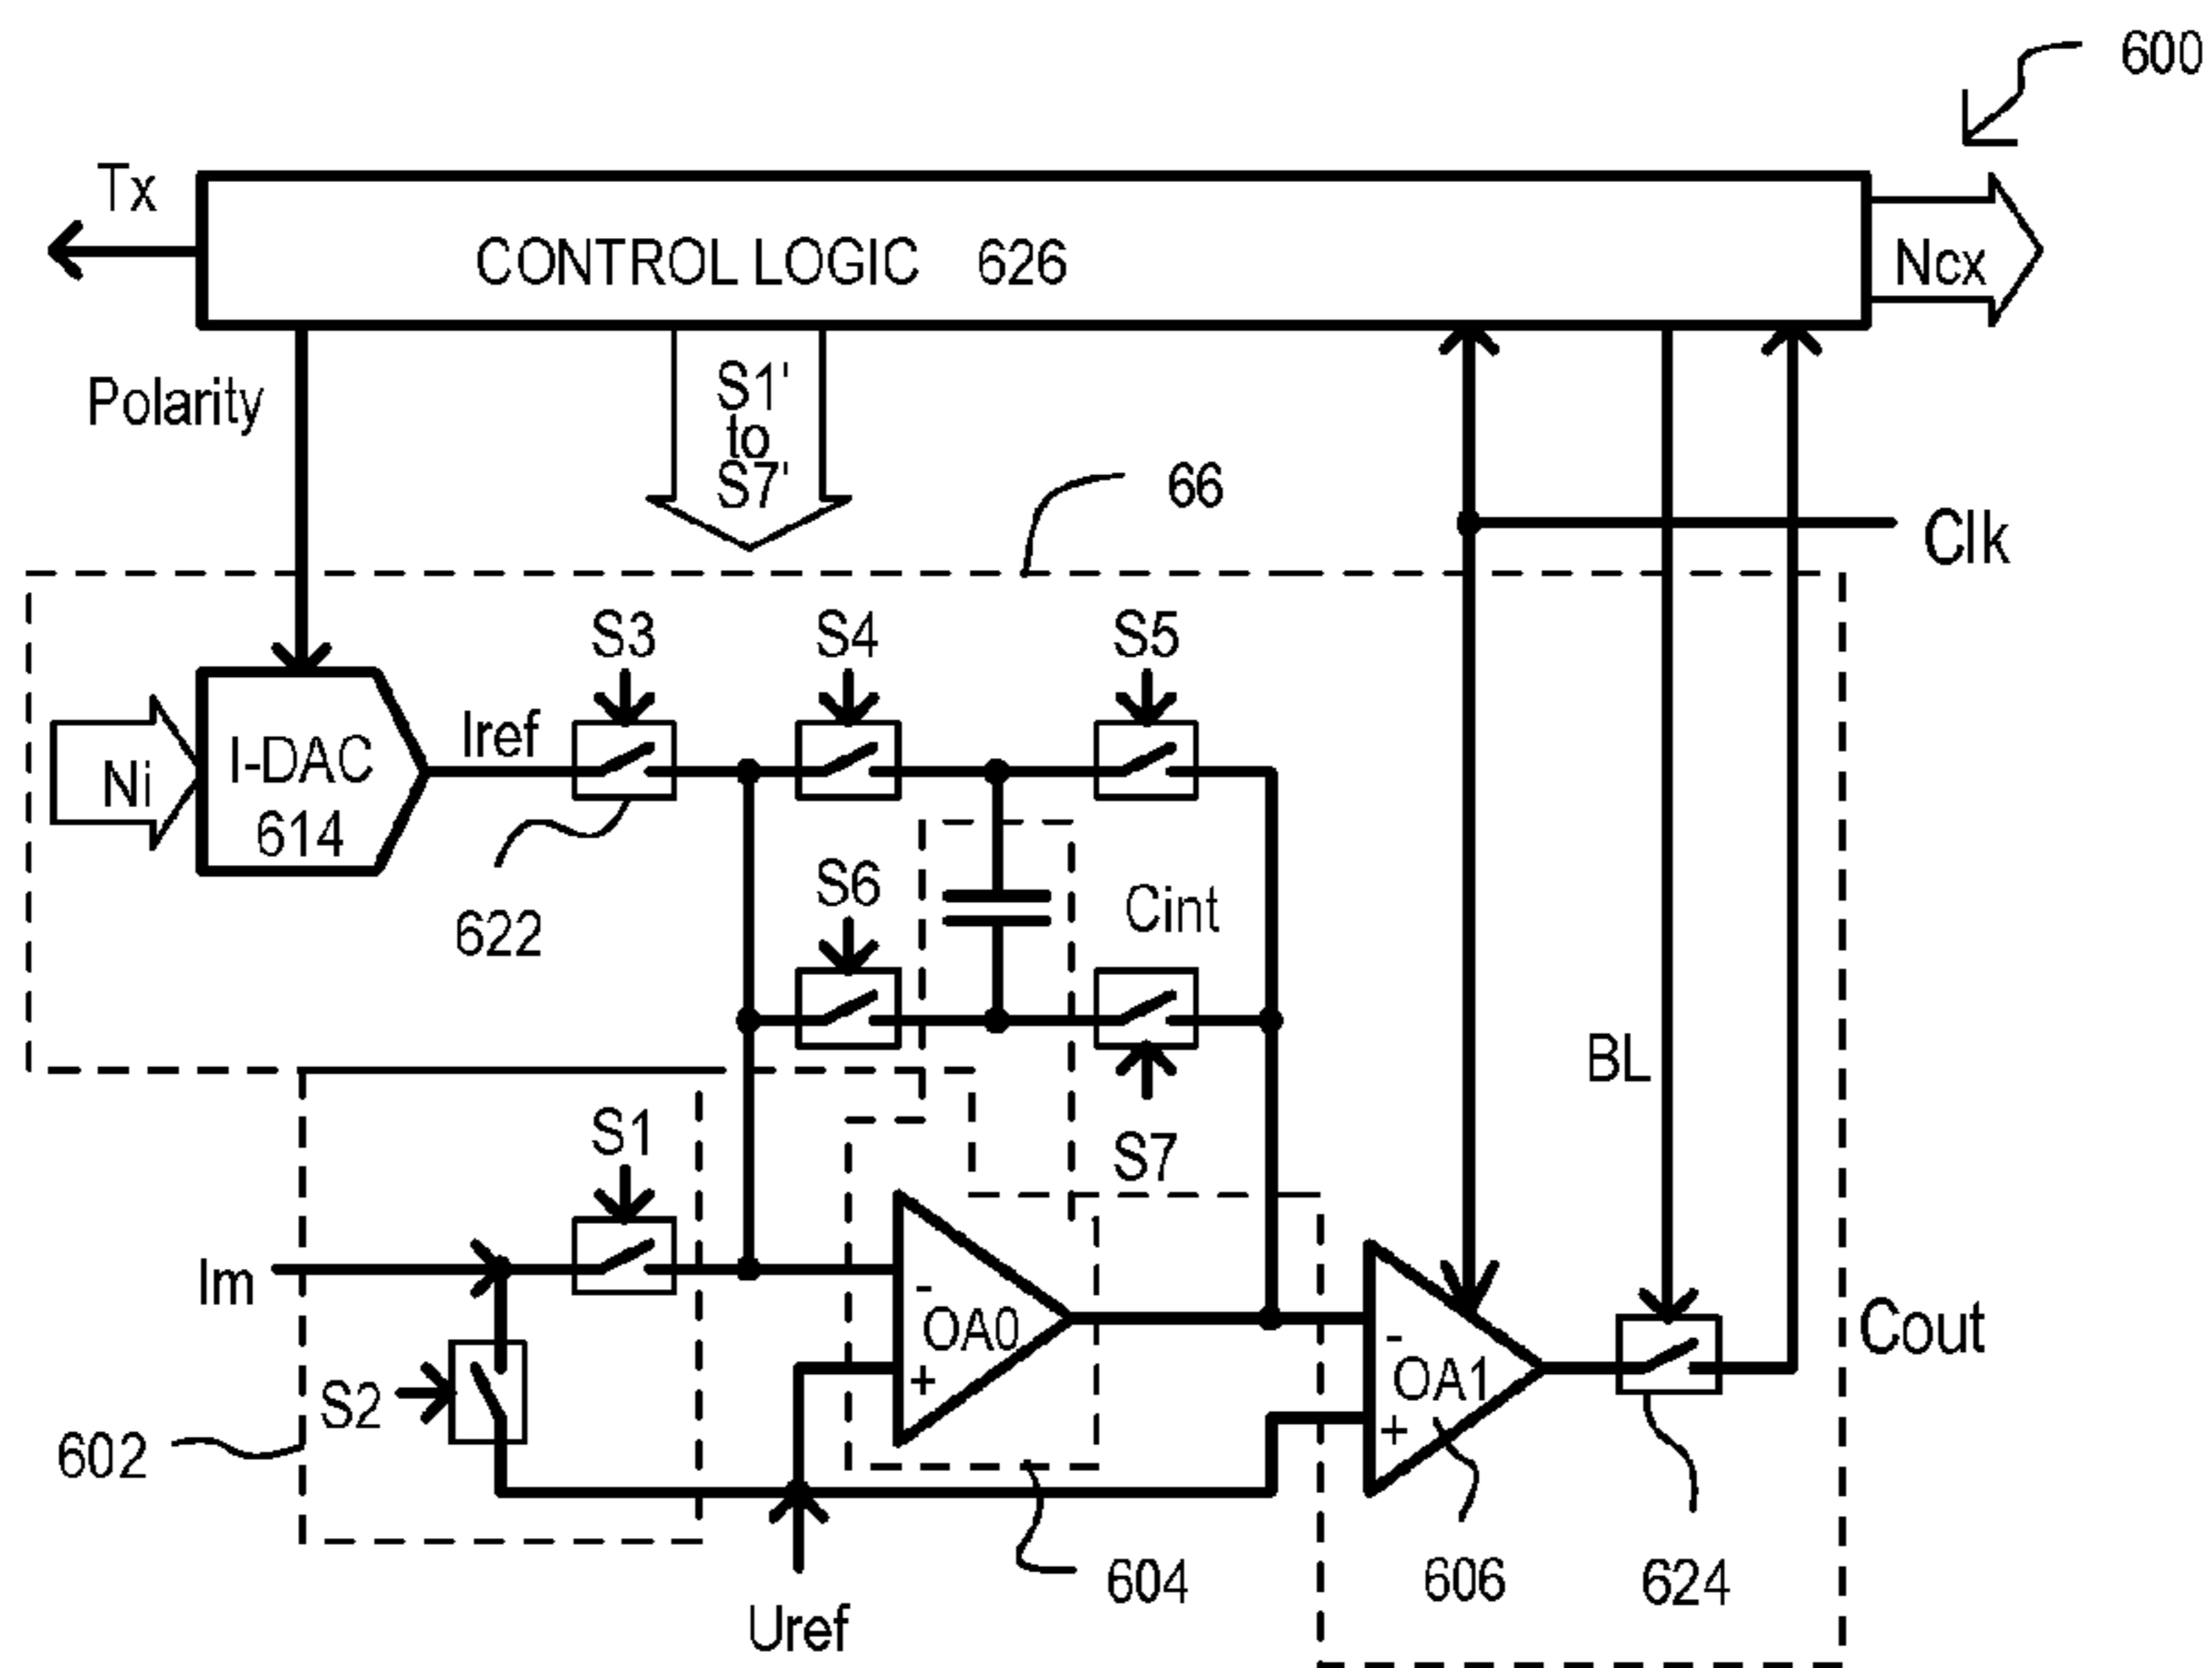 600
Tx
CONTROL LOGIC 626
Ncx
Polarity
S1'
to
S7'
66
Clk
S3
S4
S5
Iref
I-DAC
614
Ni
S6
Cint
622
BL
S1
S7
Im
-
OA0
+
-
OA1
+
Cout
S2
602
604
606
624
Uref